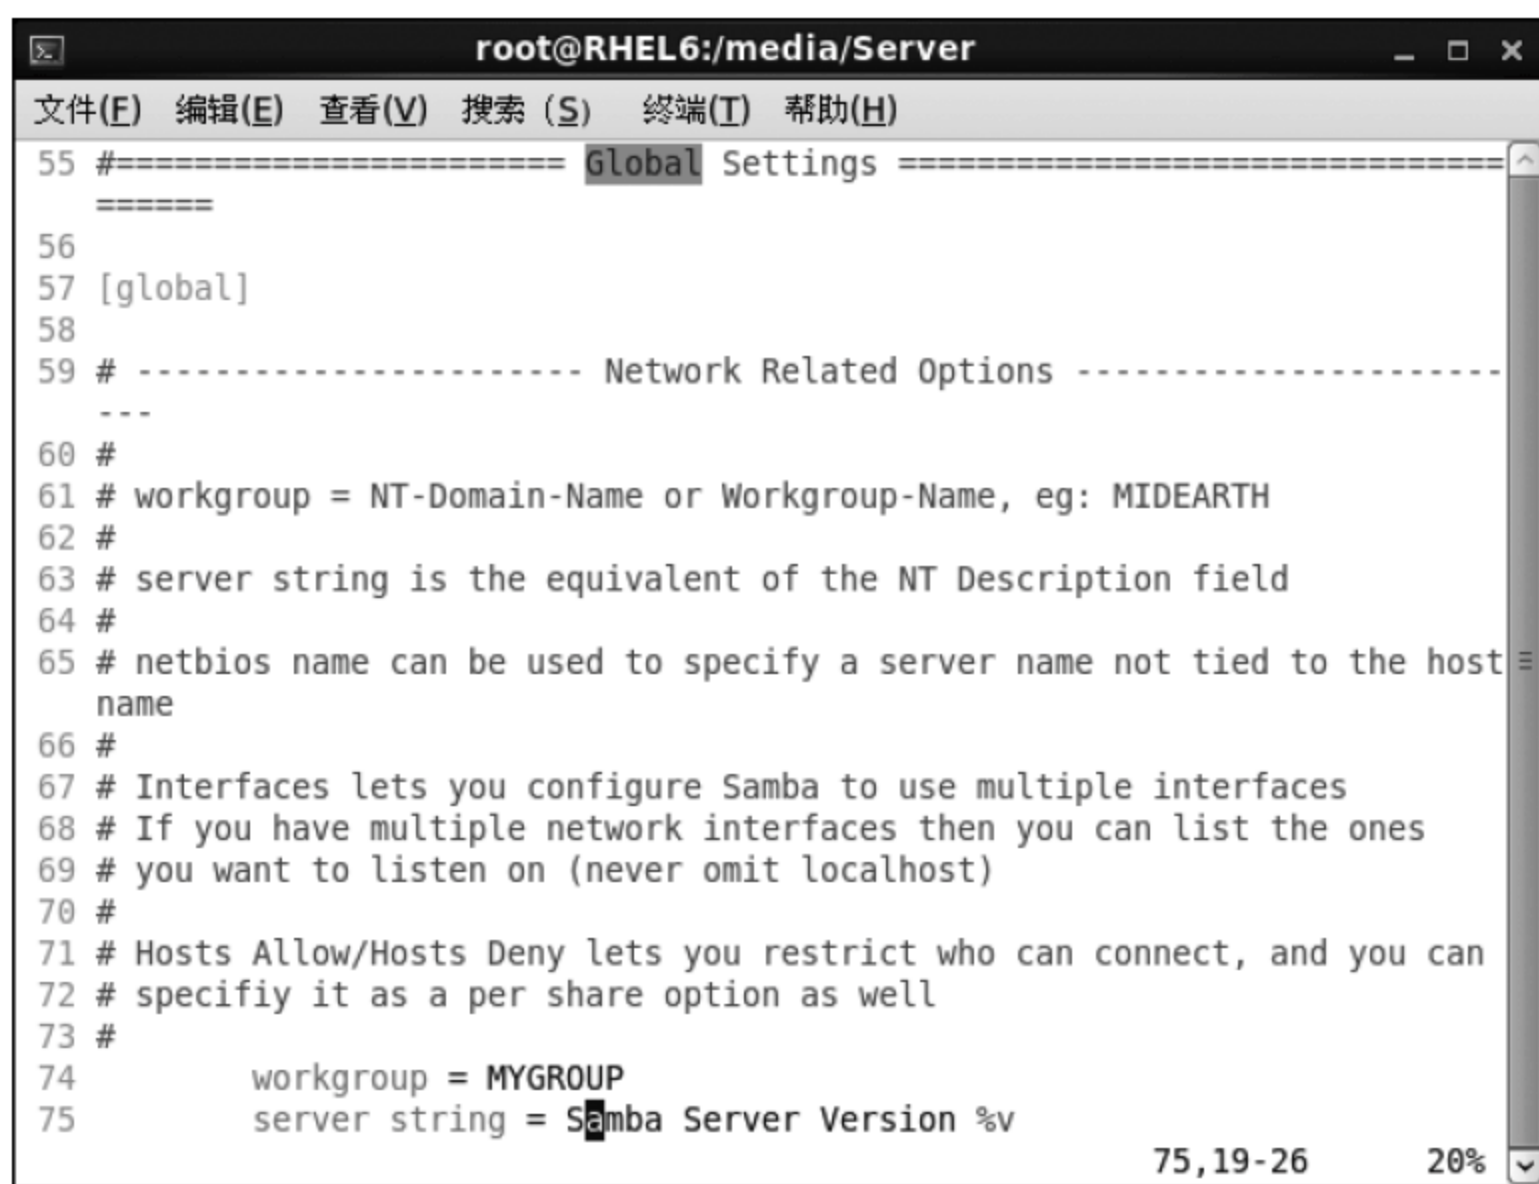 root@RHEL6:/media/Server
文件(F) 编辑(E) 查看(V) 搜索（S） 终端(T) 帮助(H)
55 #======================= Global Settings ===============================
======
56
57 [global]
58
59 # ----------------------- Network Related Options ----------------------
---
60 #
61 # workgroup = NT-Domain-Name or Workgroup-Name, eg: MIDEARTH
62 #
63 # server string is the equivalent of the NT Description field
64 #
65 # netbios name can be used to specify a server name not tied to the host
name
66 #
67 # Interfaces lets you configure Samba to use multiple interfaces
68 # If you have multiple network interfaces then you can list the ones
69 # you want to listen on (never omit localhost)
70 #
71 # Hosts Allow/Hosts Deny lets you restrict who can connect, and you can
72 # specifiy it as a per share option as well
73 #
74 workgroup = MYGROUP
75 server string = Samba Server Version %v
75,19-26 20%